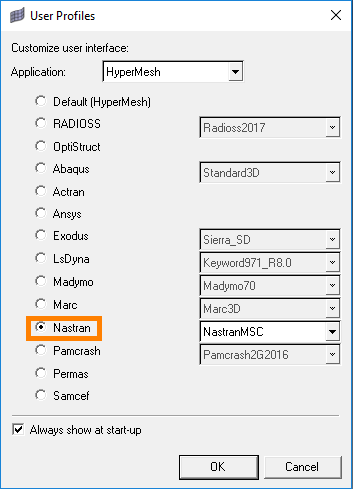 User Profiles
Customize user interface:
Application: HyperMesh
Default (HyperMesh)
RADIOSS Radioss2017
OptiStruct
Abaqus Standard3D
Actran
Ansys
Exodus Sierra_SD
LsDyna Keyword971_R8.0
Madymo Madymo70
Marc Marc3D
Nastran NastranMSC
Pamcrash Pamcrash2G2016
Permas
Samcef
Always show at start-up
OK Cancel